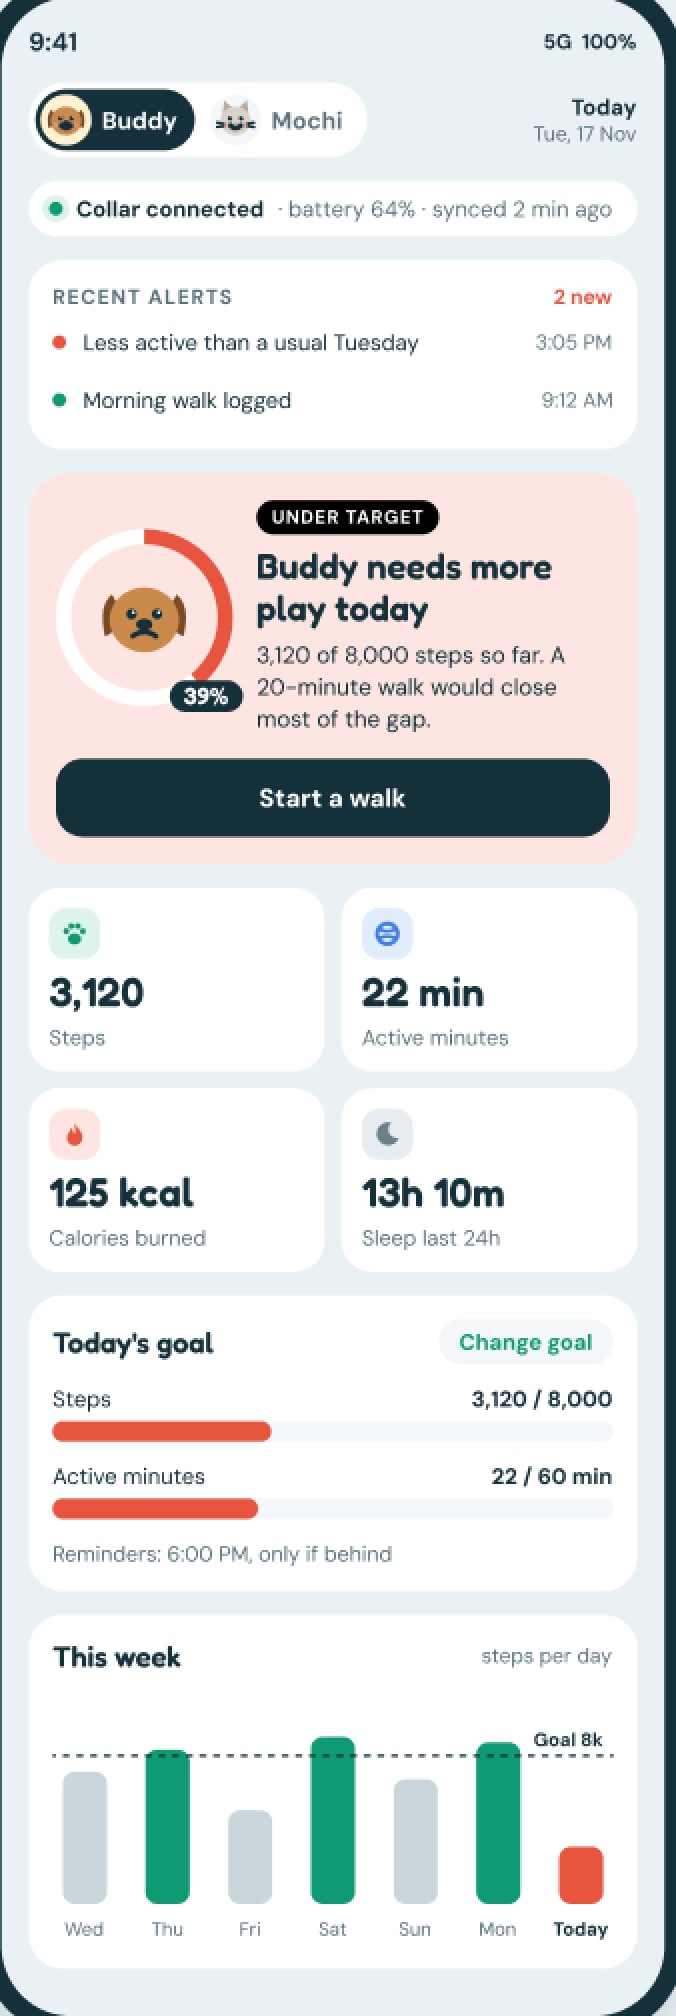 9:41
5G 100%
Buddy
Mochi
Today
Tue, 17 Nov
Collar connected · battery 64% · synced 2 min ago
RECENT ALERTS
2 new
Less active than a usual Tuesday
3:05 PM
Morning walk logged
9:12 AM
UNDER TARGET
Buddy needs more
play today
3,120 of 8,000 steps so far. A
20-minute walk would close
most of the gap.
39%
Start a walk
3,120
Steps
22 min
Active minutes
125 kcal
Calories burned
13h 10m
Sleep last 24h
Today's goal
Change goal
Steps
3,120 / 8,000
Active minutes
22 / 60 min
Reminders: 6:00 PM, only if behind
This week
steps per day
Goal 8k
Wed
Thu
Fri
Sat
Sun
Mon
Today